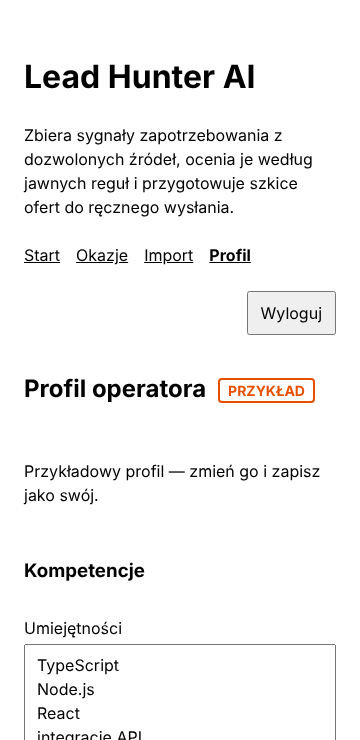 Lead Hunter AI
Zbiera sygnały zapotrzebowania z
dozwolonych źródeł, ocenia je według
jawnych reguł i przygotowuje szkice
ofert do ręcznego wysłania.
Start Okazje Import Profil
Wyloguj
Profil operatora PRZYKŁAD
Przykładowy profil — zmień go i zapisz
jako swój.
Kompetencje
Umiejętności
TypeScript
Node.js
React
integracje API